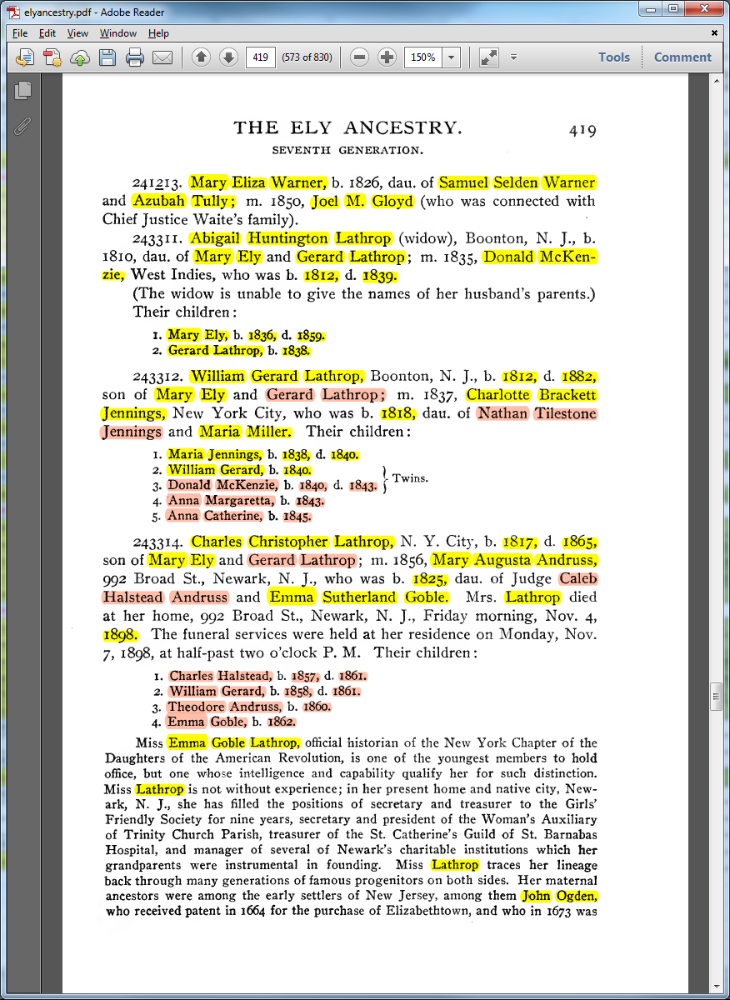 elyancestry.pdf - Adobe Reader
File Edit View Window Help
419 (573 of 830) 150% Tools Comment
THE ELY ANCESTRY. 419
SEVENTH GENERATION.
241213. Mary Eliza Warner, b. 1826, dau. of Samuel Selden Warner
and Azubah Tully; m. 1850, Joel M. Gloyd (who was connected with
Chief Justice Waite's family).
243311. Abigail Huntington Lathrop (widow), Boonton, N. J., b.
1810, dau. of Mary Ely and Gerard Lathrop; m. 1835, Donald McKen-
zie, West Indies, who was b. 1812, d. 1839.
(The widow is unable to give the names of her husband's parents.)
Their children:
1. Mary Ely, b. 1836, d. 1859.
2. Gerard Lathrop, b. 1838.
243312. William Gerard Lathrop, Boonton, N. J., b. 1812, d. 1882,
son of Mary Ely and Gerard Lathrop; m. 1837, Charlotte Brackett
Jennings, New York City, who was b. 1818, dau. of Nathan Tilestone
Jennings and Maria Miller. Their children:
1. Maria Jennings, b. 1838, d. 1840.
2. William Gerard, b. 1840.
3. Donald McKenzie, b. 1840, d. 1843. } Twins.
4. Anna Margaretta, b. 1843.
5. Anna Catherine, b. 1845.
243314. Charles Christopher Lathrop, N. Y. City, b. 1817, d. 1865,
son of Mary Ely and Gerard Lathrop; m. 1856, Mary Augusta Andruss,
992 Broad St., Newark, N. J., who was b. 1825, dau. of Judge Caleb
Halstead Andruss and Emma Sutherland Goble. Mrs. Lathrop died
at her home, 992 Broad St., Newark, N. J., Friday morning, Nov. 4,
1898. The funeral services were held at her residence on Monday, Nov.
7, 1898, at half-past two o'clock P. M. Their children:
1. Charles Halstead, b. 1857, d. 1861.
2. William Gerard, b. 1858, d. 1861.
3. Theodore Andruss, b. 1860.
4. Emma Goble, b. 1862.
Miss Emma Goble Lathrop, official historian of the New York Chapter of the
Daughters of the American Revolution, is one of the youngest members to hold
office, but one whose intelligence and capability qualify her for such distinction.
Miss Lathrop is not without experience; in her present home and native city, New-
ark, N. J., she has filled the positions of secretary and treasurer to the Girls'
Friendly Society for nine years, secretary and president of the Woman's Auxiliary
of Trinity Church Parish, treasurer of the St. Catherine's Guild of St. Barnabas
Hospital, and manager of several of Newark's charitable institutions which her
grandparents were instrumental in founding. Miss Lathrop traces her lineage
back through many generations of famous progenitors on both sides. Her maternal
ancestors were among the early settlers of New Jersey, among them John Ogden,
who received patent in 1664 for the purchase of Elizabethtown, and who in 1673 was